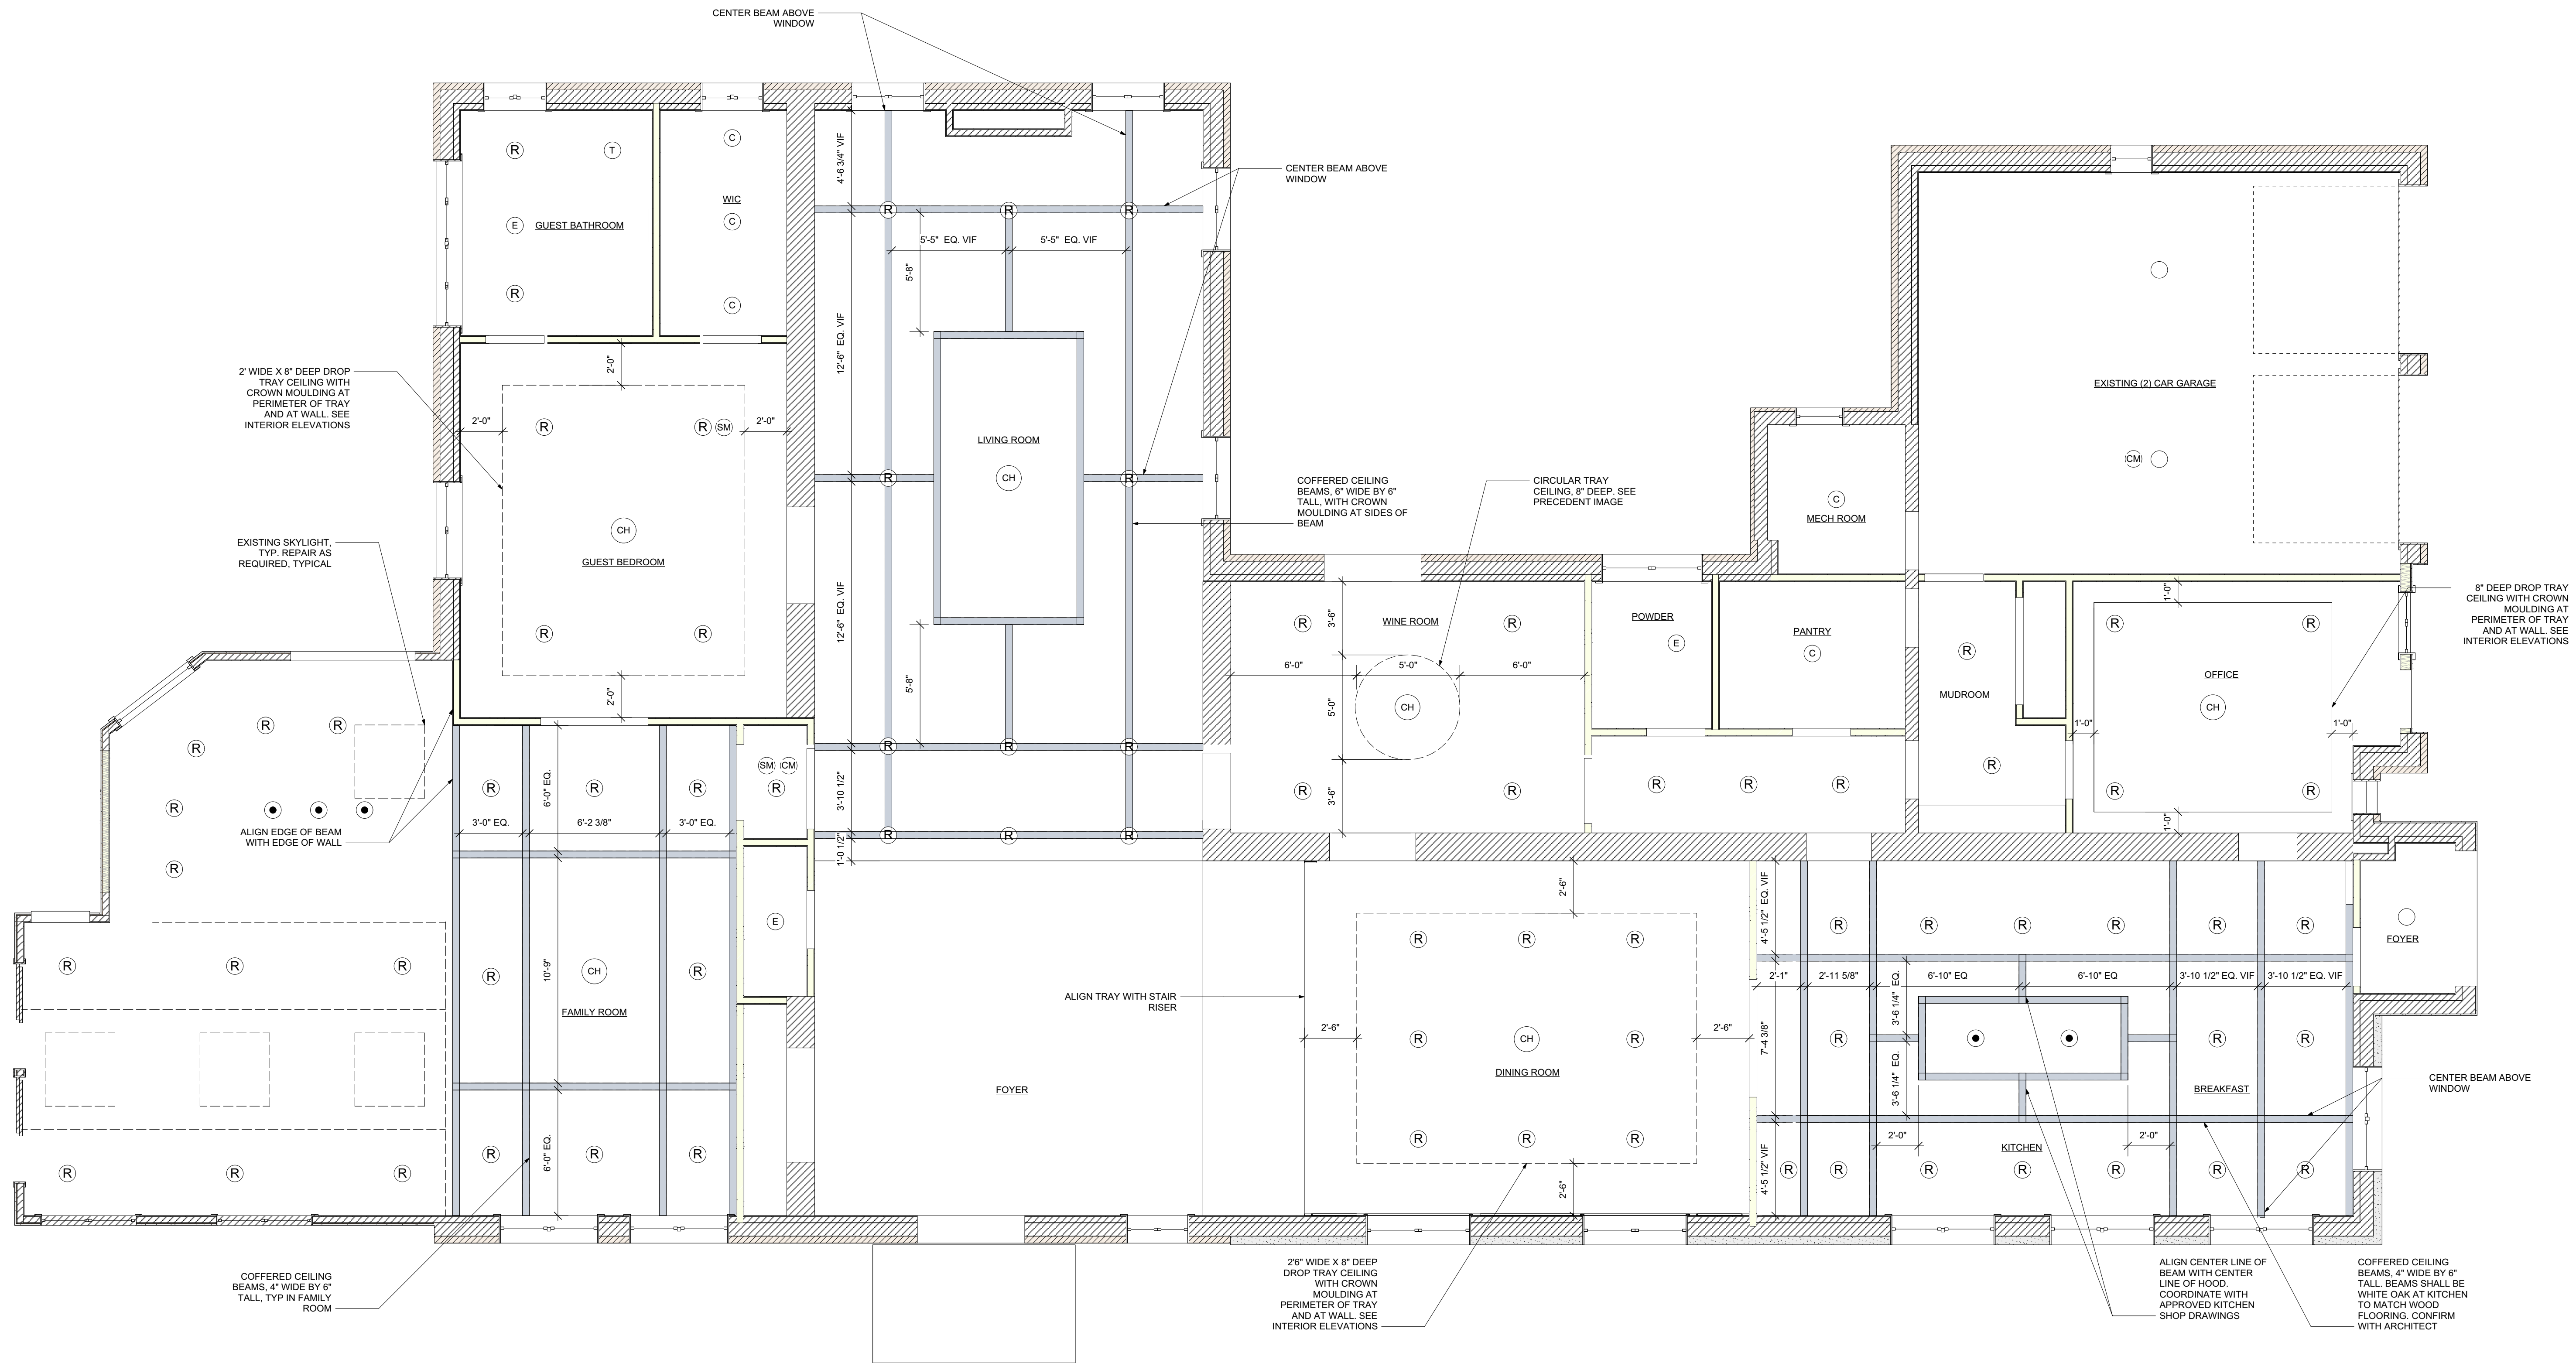 CENTER BEAM ABOVE
WINDOW
R
T
C
4'-6 3/4" VIF
CENTER BEAM ABOVE
WINDOW
WIC
R
R
R
E
GUEST BATHROOM
C
5'-5" EQ. VIF
5'-5" EQ. VIF
5'-8"
R
C
12'-6" EQ. VIF
2'-0"
2' WIDE X 8" DEEP DROP
TRAY CEILING WITH
CROWN MOULDING AT
PERIMETER OF TRAY
AND AT WALL. SEE
INTERIOR ELEVATIONS
EXISTING (2) CAR GARAGE
2'-0"
R
R
SM
2'-0"
LIVING ROOM
CH
R
R
CM
COFFERED CEILING
BEAMS, 6" WIDE BY 6"
TALL, WITH CROWN
MOULDING AT SIDES OF
BEAM
CIRCULAR TRAY
CEILING, 8" DEEP. SEE
PRECEDENT IMAGE
C
MECH ROOM
CH
GUEST BEDROOM
EXISTING SKYLIGHT,
TYP. REPAIR AS
REQUIRED, TYPICAL
12'-6" EQ. VIF
R
R
3'-6"
R
WINE ROOM
R
POWDER
E
PANTRY
C
R
1'-0"
R
R
8" DEEP DROP TRAY
CEILING WITH CROWN
MOULDING AT
PERIMETER OF TRAY
AND AT WALL. SEE
INTERIOR ELEVATIONS
2'-0"
5'-8"
6'-0"
5'-0"
6'-0"
5'-0"
CH
MUDROOM
OFFICE
CH
1'-0"
1'-0"
R
R
R
R
R
R
SM
CM
R
R
R
R
R
3'-10 1/2"
R
R
3'-6"
R
R
R
R
R
R
1'-0"
R
6'-0" EQ.
3'-0" EQ.
6'-2 3/8"
3'-0" EQ.
ALIGN EDGE OF BEAM
WITH EDGE OF WALL
R
R
R
1'-0 1/2"
R
E
2'-6"
4'-5 1/2" EQ. VIF
R
R
R
R
R
R
FOYER
R
R
R
R
R
R
R
CH
R
10'-9"
FAMILY ROOM
2'-1"
2'-11 5/8"
6'-10" EQ
6'-10" EQ
3'-10 1/2" EQ. VIF
3'-10 1/2" EQ. VIF
ALIGN TRAY WITH STAIR
RISER
2'-6"
R
CH
R
2'-6"
7'-4 3/8"
R
3'-6 1/4" EQ.
3'-6 1/4" EQ.
R
R
DINING ROOM
FOYER
BREAKFAST
CENTER BEAM ABOVE
WINDOW
R
R
R
2'-0"
KITCHEN
2'-0"
R
R
R
R
R
R
6'-0" EQ.
R
R
R
2'-6"
4'-5 1/2" VIF
R
R
R
R
R
R
R
COFFERED CEILING
BEAMS, 4" WIDE BY 6"
TALL, TYP IN FAMILY
ROOM
2'6" WIDE X 8" DEEP
DROP TRAY CEILING
WITH CROWN
MOULDING AT
PERIMETER OF TRAY
AND AT WALL. SEE
INTERIOR ELEVATIONS
ALIGN CENTER LINE OF
BEAM WITH CENTER
LINE OF HOOD.
COORDINATE WITH
APPROVED KITCHEN
SHOP DRAWINGS
COFFERED CEILING
BEAMS, 4" WIDE BY 6"
TALL. BEAMS SHALL BE
WHITE OAK AT KITCHEN
TO MATCH WOOD
FLOORING. CONFIRM
WITH ARCHITECT